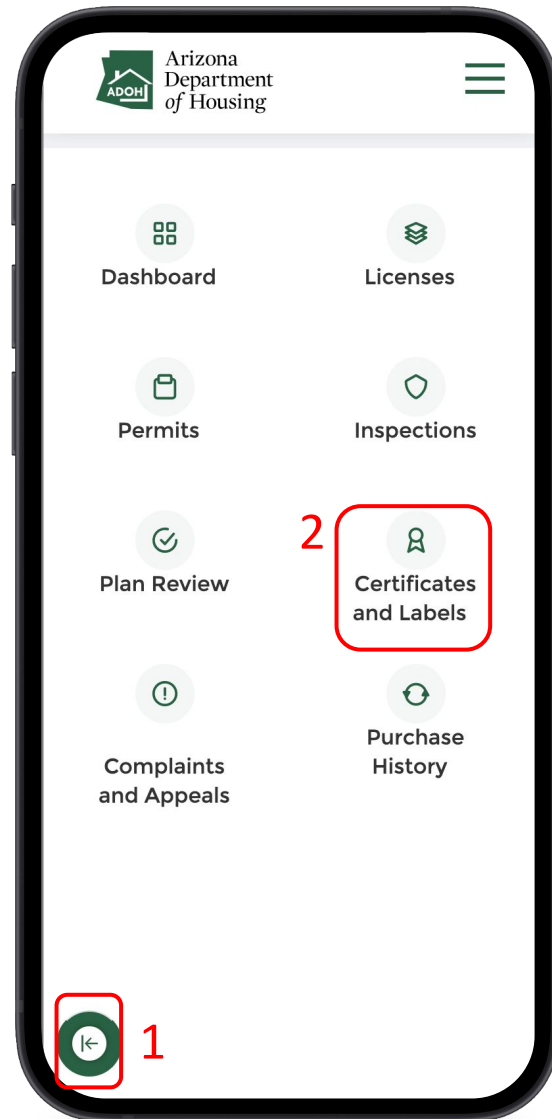 ADOH
Arizona
Department
of Housing
Dashboard
Licenses
Permits
Inspections
Plan Review
2
Certificates
and Labels
Complaints
and Appeals
Purchase
History
1